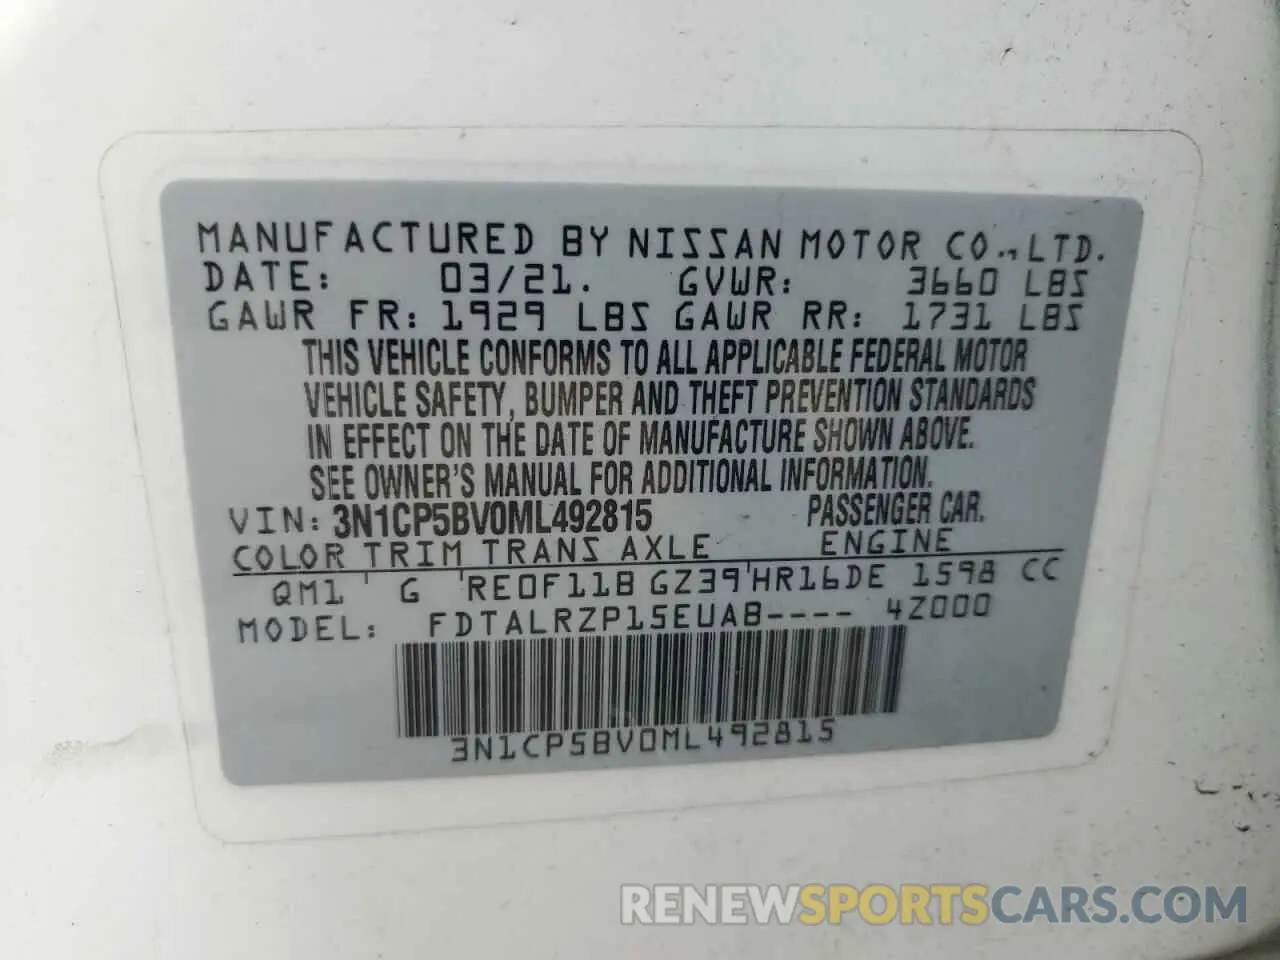 MANUFACTURED BY NISSAN MOTOR CO., LTD.
DATE: 03/21. GVWR: 3660 LBS
GAWR FR: 1929 LBS GAWR RR: 1731 LBS
THIS VEHICLE CONFORMS TO ALL APPLICABLE FEDERAL MOTOR
VEHICLE SAFETY, BUMPER AND THEFT PREVENTION STANDARDS
IN EFFECT ON THE DATE OF MANUFACTURE SHOWN ABOVE.
SEE OWNER'S MANUAL FOR ADDITIONAL INFORMATION.
VIN: 3N1CP5BV0ML492815 PASSENGER CAR.
COLOR TRIM TRANS AXLE ENGINE
QM1 ' G 'RE0F11B GZ39'HR16DE 1598 CC
MODEL: FDTALRZP15EUAB---- 4Z000
3N1CP5BV0ML492815
RENEWSPORTSCARS.COM